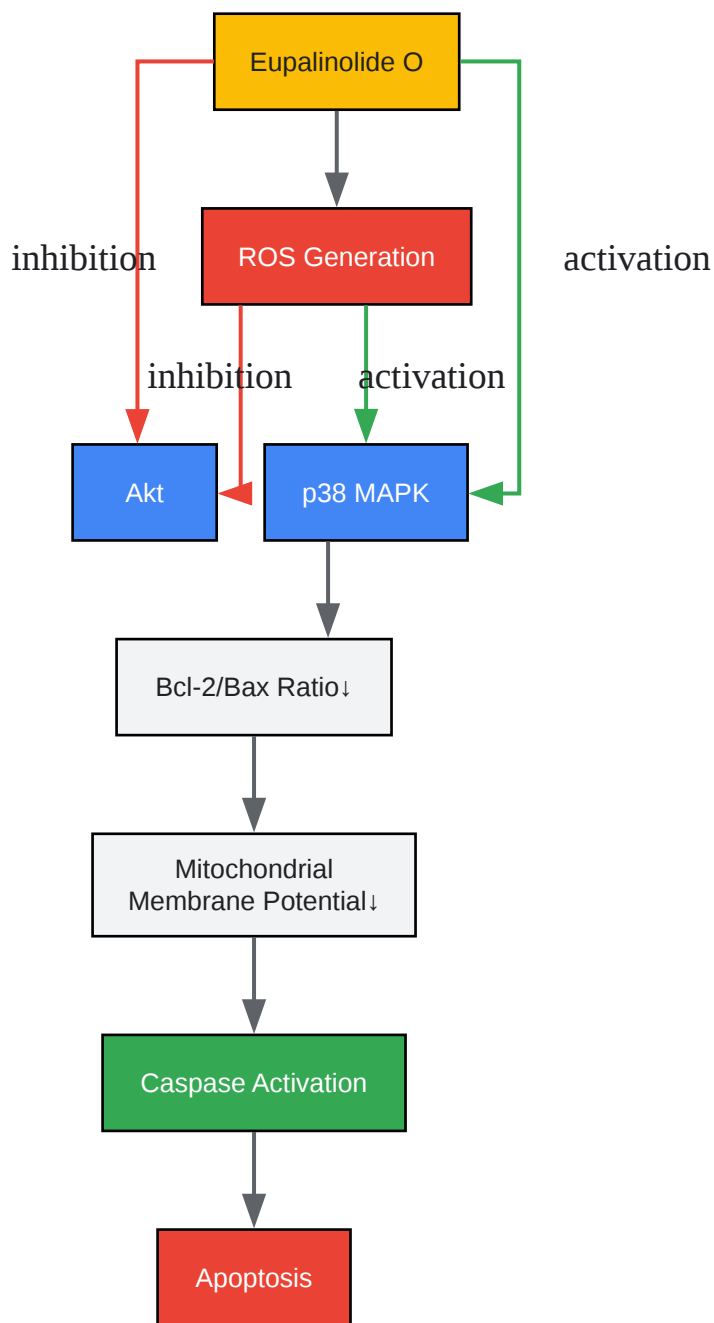 Eupalinolide O
ROS Generation
inhibition
activation
inhibition
activation
Akt
p38 MAPK
Bcl-2/Bax Ratio↓
Mitochondrial
Membrane Potential↓
Caspase Activation
Apoptosis